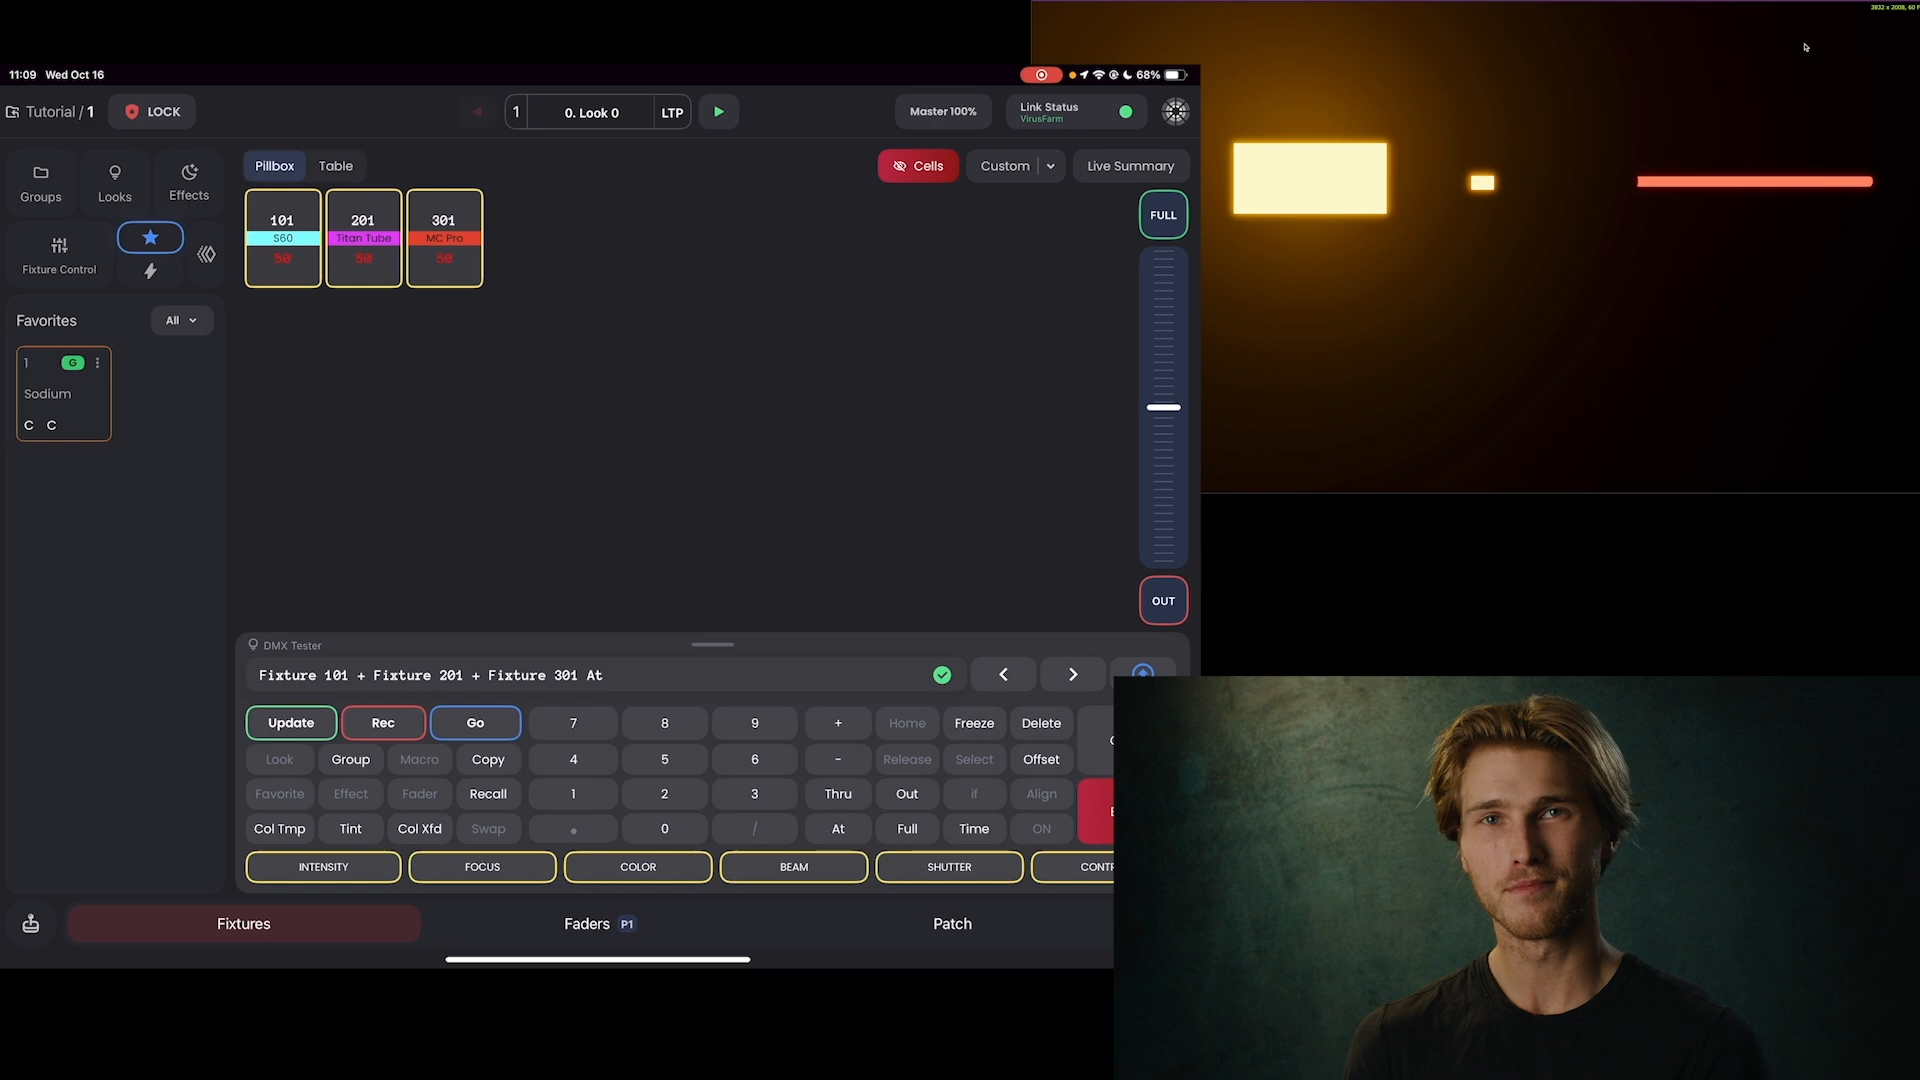 3832 x 2008, 60 F
11:09 Wed Oct 16
68%
Tutorial / 1
LOCK
1
0. Look 0
LTP
Master 100%
Link Status
VirusFarm
Groups
Looks
Effects
Fixture Control
Pillbox
Table
Cells
Custom
Live Summary
101
S60
50
201
Titan Tube
50
301
MC Pro
50
FULL
OUT
Favorites
All
1
G
Sodium
C C
DMX Tester
Fixture 101 + Fixture 201 + Fixture 301 At
Update Rec Go 7 8 9 + Home Freeze Delete
Look Group Macro Copy 4 5 6 - Release Select Offset
Favorite Effect Fader Recall 1 2 3 Thru Out if Align
Col Tmp Tint Col Xfd Swap . 0 / At Full Time ON
INTENSITY FOCUS COLOR BEAM SHUTTER CONT
Fixtures
Faders P1
Patch